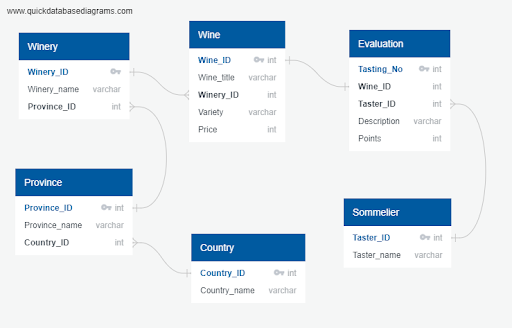 www.quickdatabasediagrams.com
Winery
Winery_ID
Winery_name varchar
Province_ID int
Wine
Wine_ID int
Wine_title varchar
Winery_ID int
Variety varchar
Price int
Evaluation
Tasting_No int
Wine_ID int
Taster_ID int
Description varchar
Points int
Province
Province_ID int
Province_name varchar
Country_ID int
Country
Country_ID int
Country_name varchar
Sommelier
Taster_ID int
Taster_name varchar